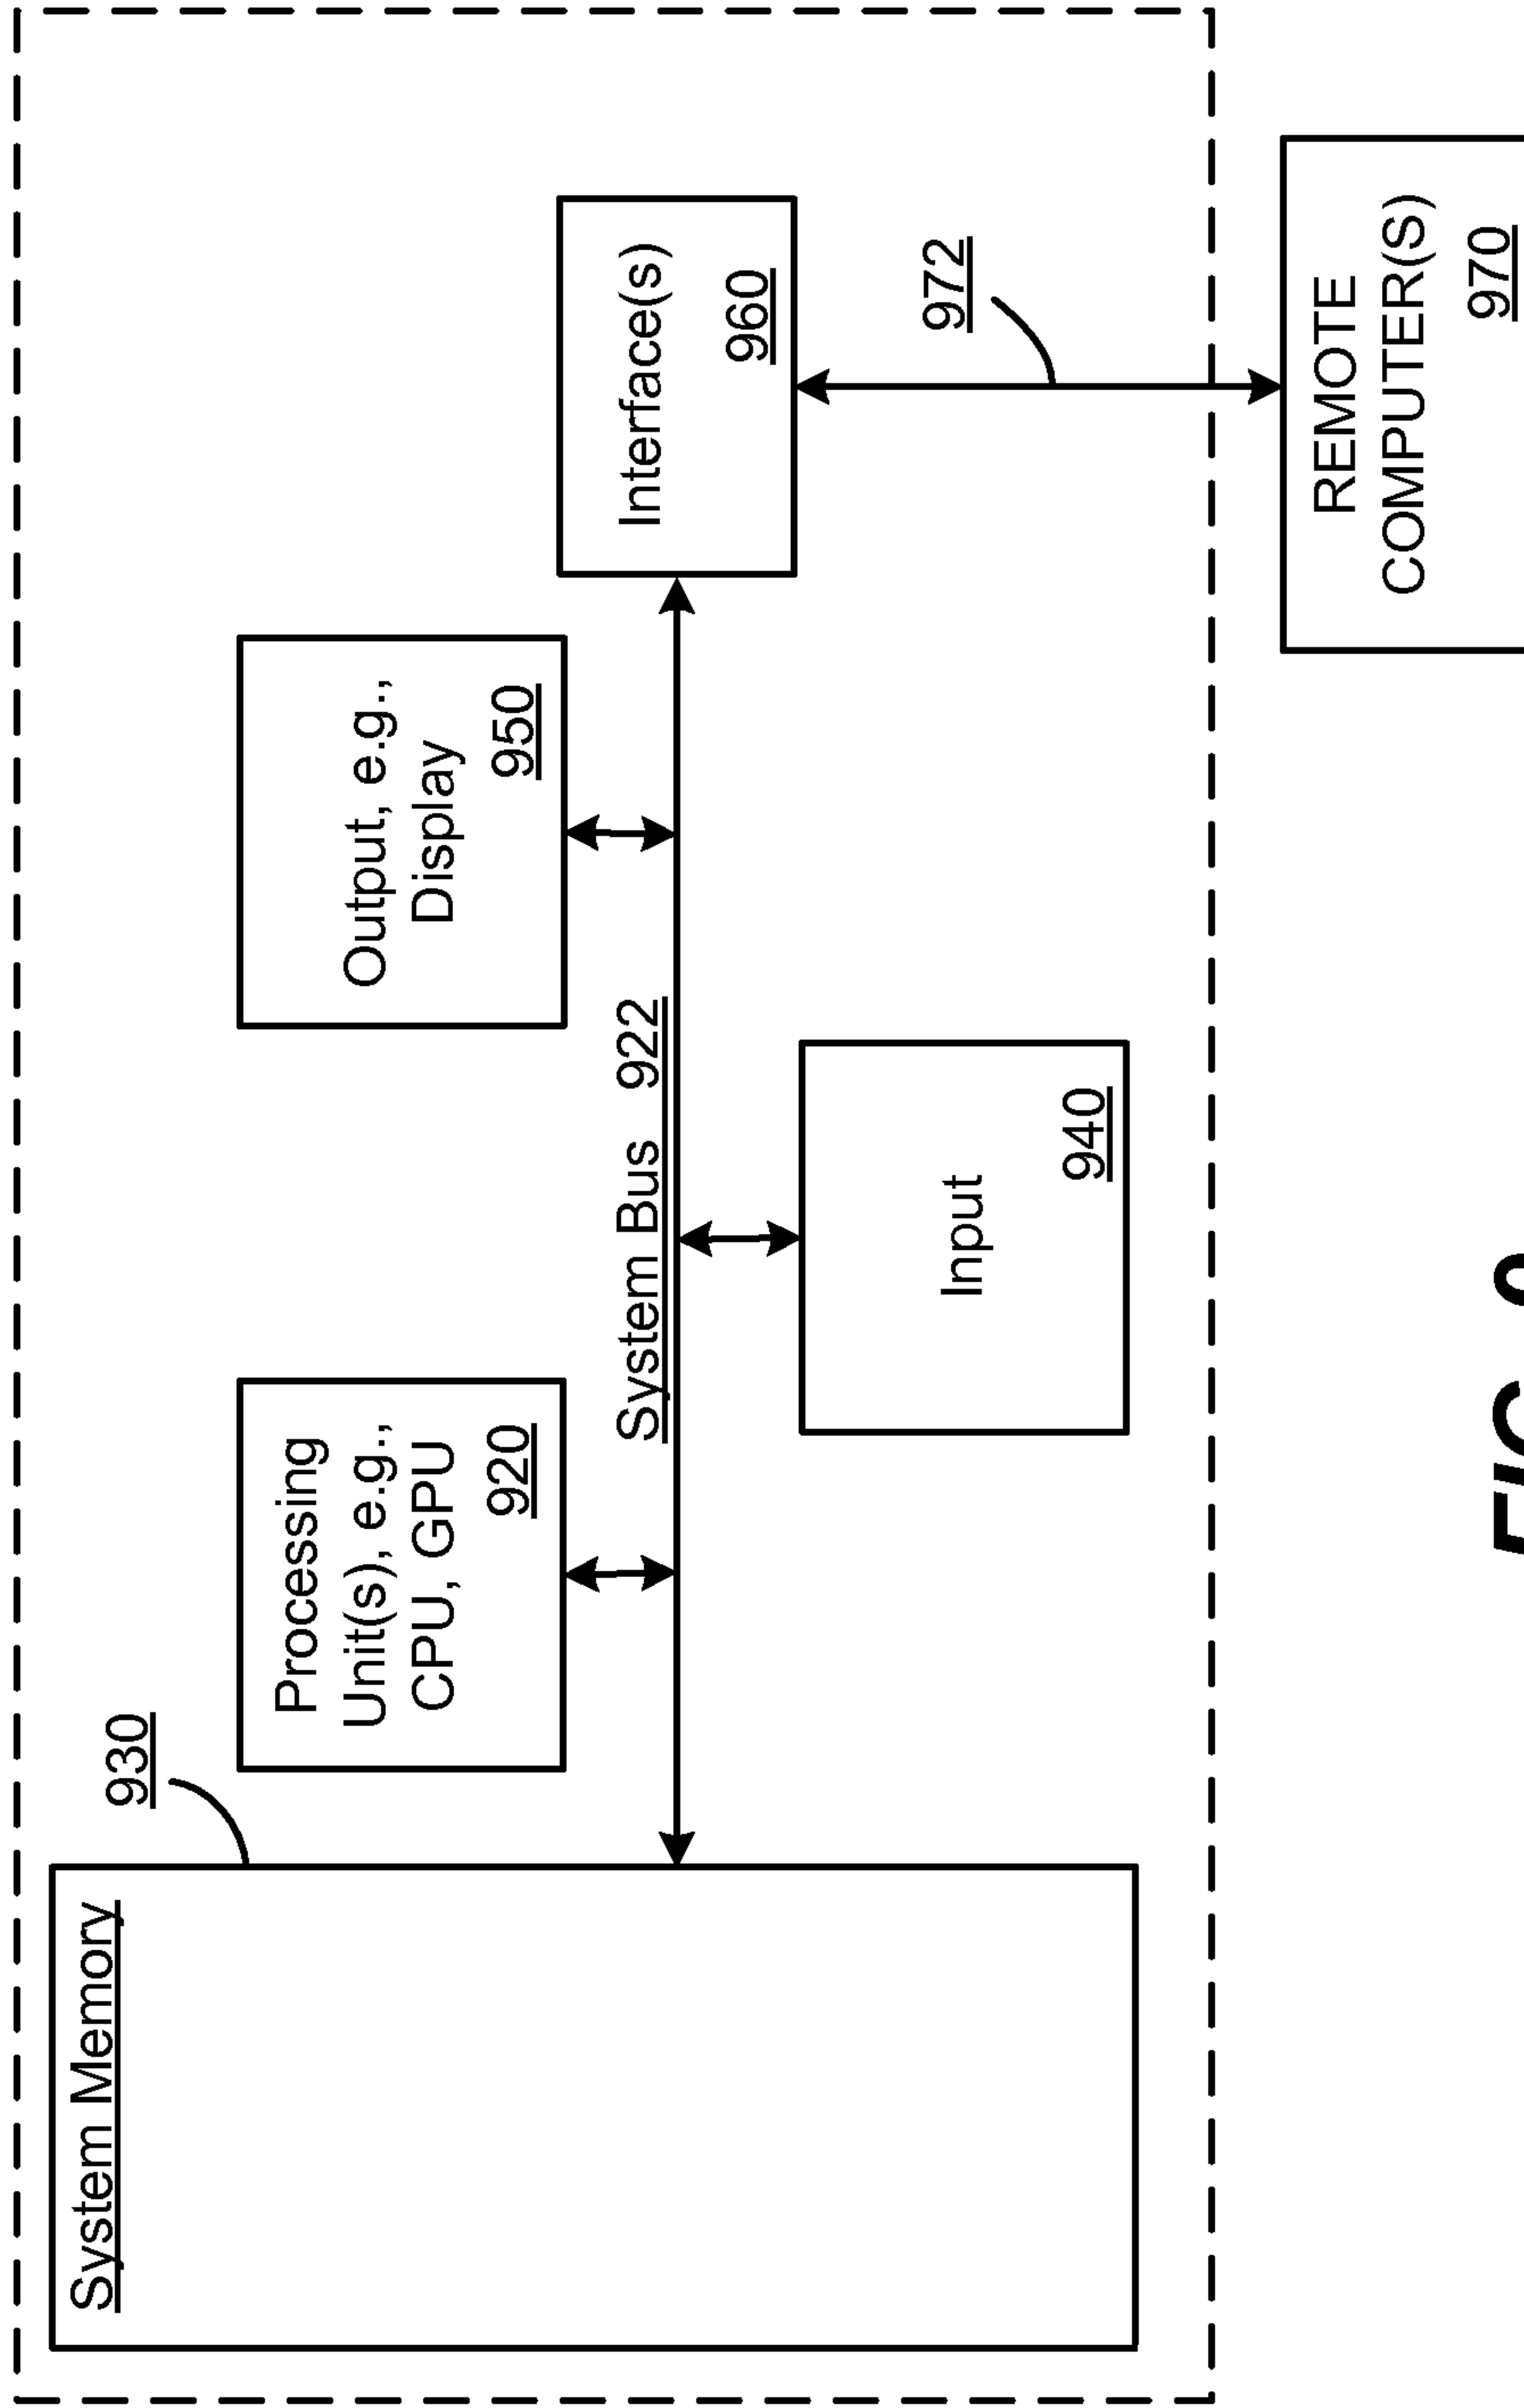 System Memory
930
Processing
Unit(s), e.g.,
CPU, GPU
920
Output, e.g.,
Display
950
System Bus 922
Interface(s)
960
Input
940
972
REMOTE
COMPUTER(S)
970
FIG.